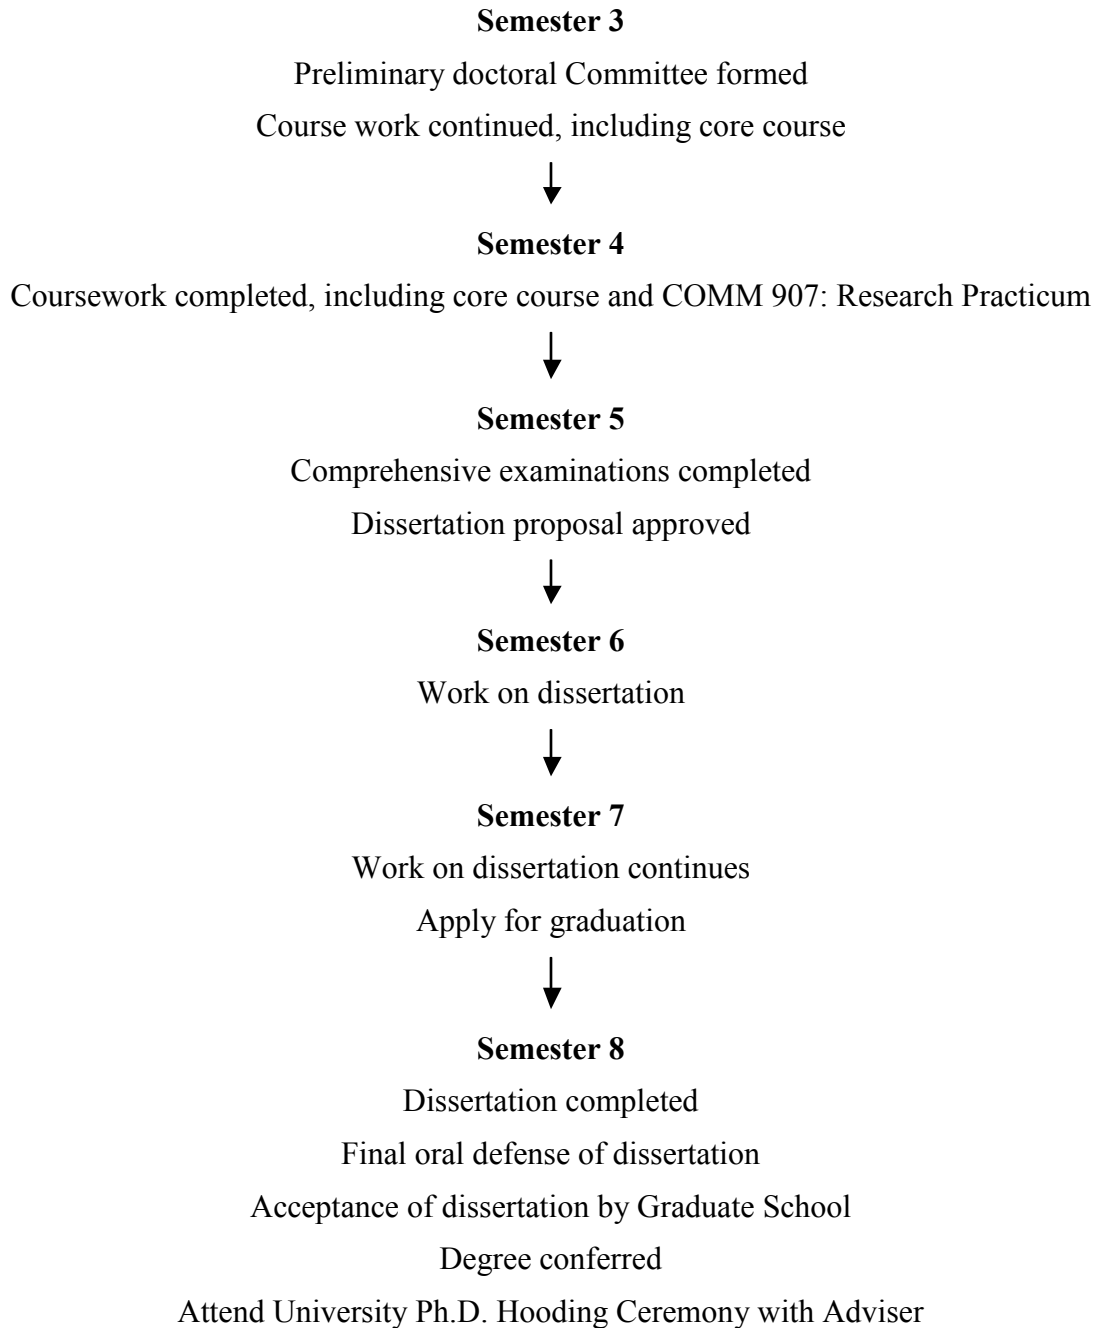 Semester 3
Preliminary doctoral Committee formed
Course work continued, including core course
Semester 4
Coursework completed, including core course and COMM 907: Research Practicum
Semester 5
Comprehensive examinations completed
Dissertation proposal approved
Semester 6
Work on dissertation
Semester 7
Work on dissertation continues
Apply for graduation
Semester 8
Dissertation completed
Final oral defense of dissertation
Acceptance of dissertation by Graduate School
Degree conferred
Attend University Ph.D. Hooding Ceremony with Adviser